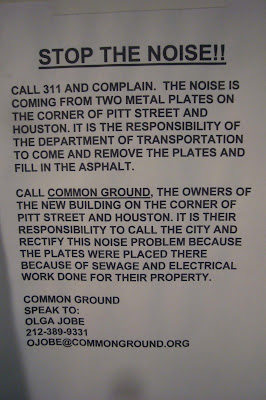 STOP THE NOISE!!
CALL 311 AND COMPLAIN. THE NOISE IS
COMING FROM TWO METAL PLATES ON
THE CORNER OF PITT STREET AND
HOUSTON. IT IS THE RESPONSIBILITY OF
THE DEPARTMENT OF TRANSPORTATION
TO COME AND REMOVE THE PLATES AND
FILL IN THE ASPHALT.
CALL COMMON GROUND, THE OWNERS OF
THE NEW BUILDING ON THE CORNER OF
PITT STREET AND HOUSTON. IT IS THEIR
RESPONSIBILITY TO CALL THE CITY AND
RECTIFY THIS NOISE PROBLEM BECAUSE
THE PLATES WERE PLACED THERE
BECAUSE OF SEWAGE AND ELECTRICAL
WORK DONE FOR THEIR PROPERTY.
COMMON GROUND
SPEAK TO:
OLGA JOBE
212-389-9331
OJOBE@COMMONGROUND.ORG